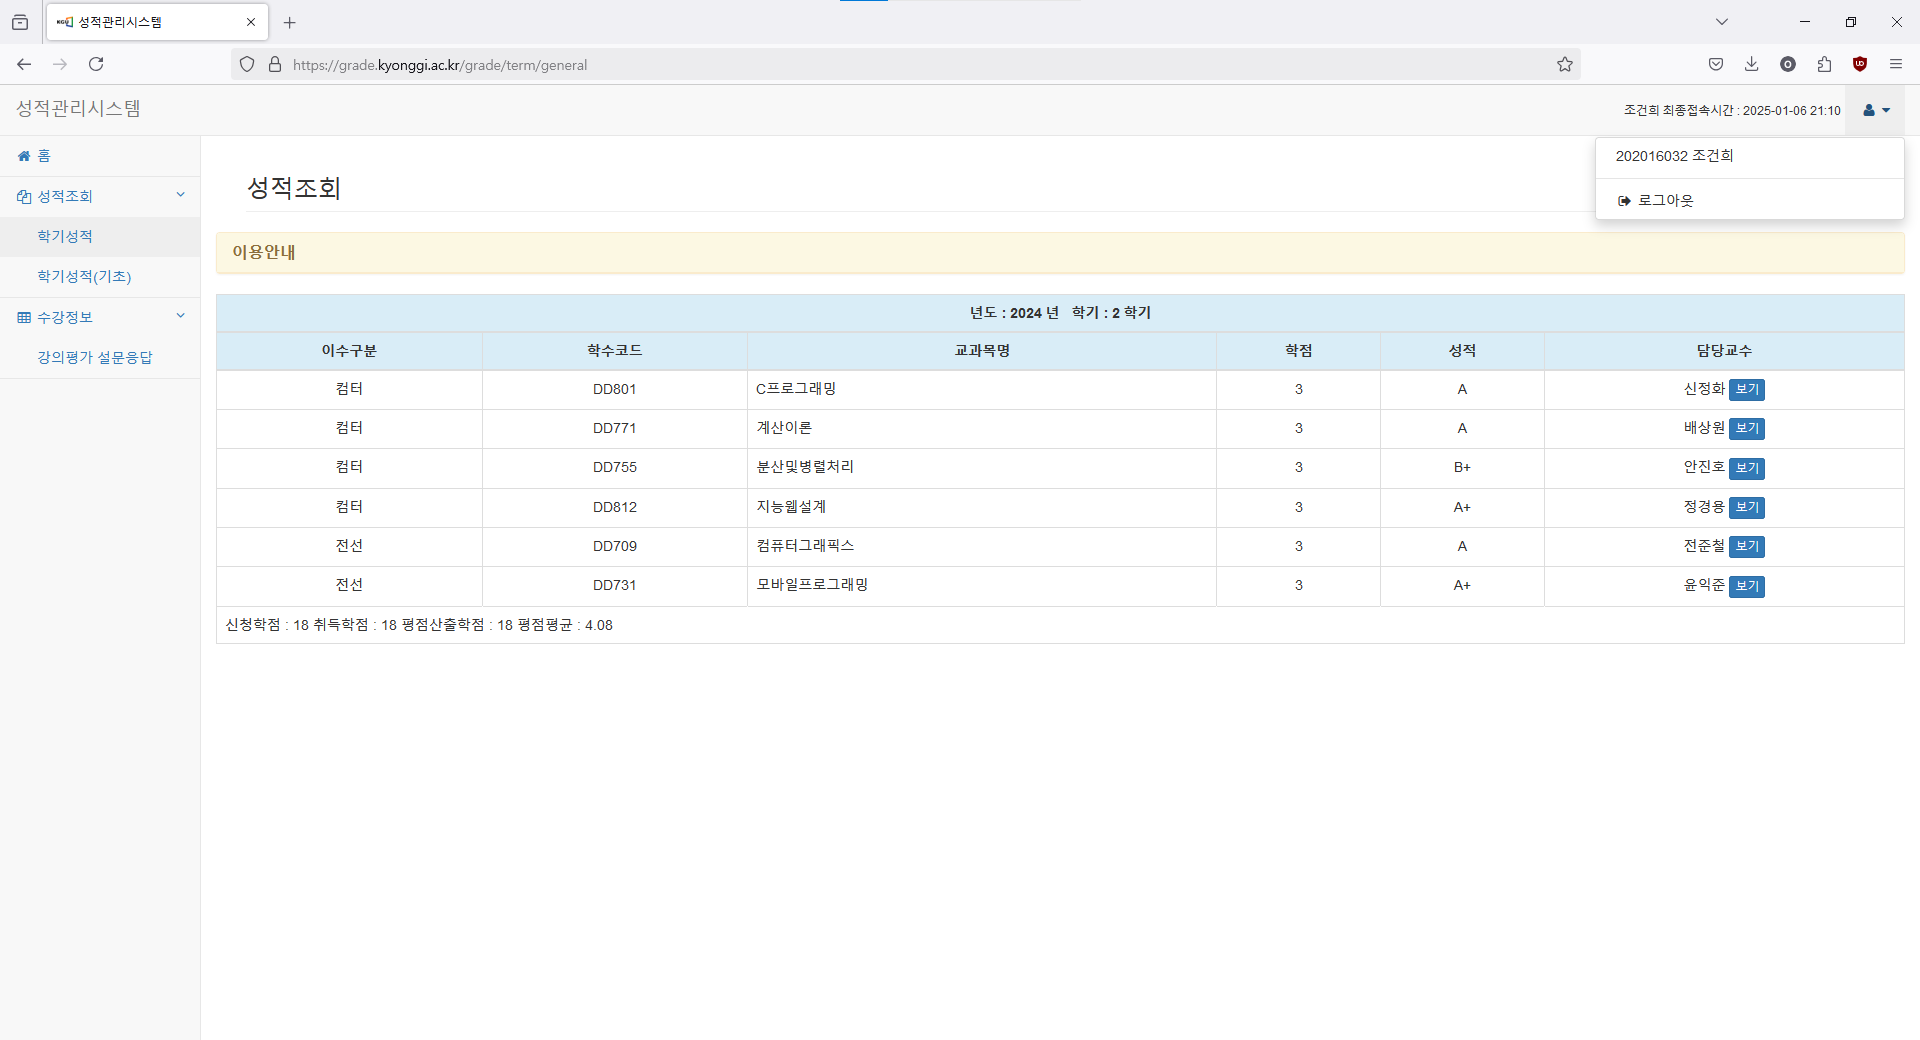 성적관리시스템
https://grade.kyonggi.ac.kr/grade/term/general
성적관리시스템
조건희 최종접속시간 : 2025-01-06 21:10
202016032 조건희
로그아웃
홈
성적조회
학기성적
학기성적(기초)
수강정보
강의평가 설문응답
성적조회
이용안내
년도 : 2024 년 학기 : 2 학기
이수구분 학수코드 교과목명 학점 성적 담당교수
컴터 DD801 C프로그래밍 3 A 신정화 보기
컴터 DD771 계산이론 3 A 배상원 보기
컴터 DD755 분산및병렬처리 3 B+ 안진호 보기
컴터 DD812 지능웹설계 3 A+ 정경용 보기
전선 DD709 컴퓨터그래픽스 3 A 전준철 보기
전선 DD731 모바일프로그래밍 3 A+ 윤익준 보기
신청학점 : 18 취득학점 : 18 평점산출학점 : 18 평점평균 : 4.08